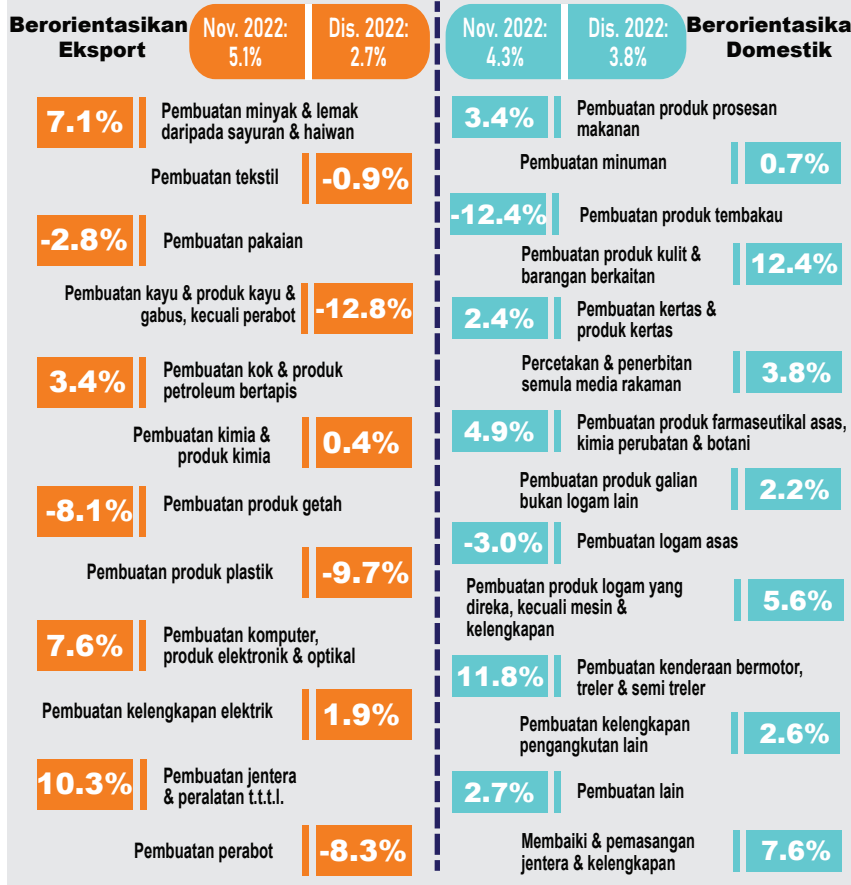 Berorientasikan
Eksport
Nov. 2022:
5.1%
Dis. 2022:
2.7%
7.1%
Pembuatan minyak & lemak
daripada sayuran & haiwan
Pembuatan tekstil
-0.9%
-2.8%
Pembuatan pakaian
Pembuatan kayu & produk kayu &
gabus, kecuali perabot
-12.8%
3.4%
Pembuatan kok & produk
petroleum bertapis
Pembuatan kimia &
produk kimia
0.4%
-8.1%
Pembuatan produk getah
Pembuatan produk plastik
-9.7%
7.6%
Pembuatan komputer,
produk elektronik & optikal
Pembuatan kelengkapan elektrik
1.9%
10.3%
Pembuatan jentera
& peralatan t.t.t.l.
Pembuatan perabot
-8.3%
Nov. 2022:
4.3%
Dis. 2022:
3.8%
Berorientasika
Domestik
3.4%
Pembuatan produk prosesan
makanan
Pembuatan minuman
0.7%
-12.4%
Pembuatan produk tembakau
Pembuatan produk kulit &
barangan berkaitan
12.4%
2.4%
Pembuatan kertas &
produk kertas
Percetakan & penerbitan
semula media rakaman
3.8%
4.9%
Pembuatan produk farmaseutikal asas,
kimia perubatan & botani
Pembuatan produk galian
bukan logam lain
2.2%
-3.0%
Pembuatan logam asas
Pembuatan produk logam yang
direka, kecuali mesin &
kelengkapan
5.6%
11.8%
Pembuatan kenderaan bermotor,
treler & semi treler
Pembuatan kelengkapan
pengangkutan lain
2.6%
2.7%
Pembuatan lain
Membaiki & pemasangan
jentera & kelengkapan
7.6%